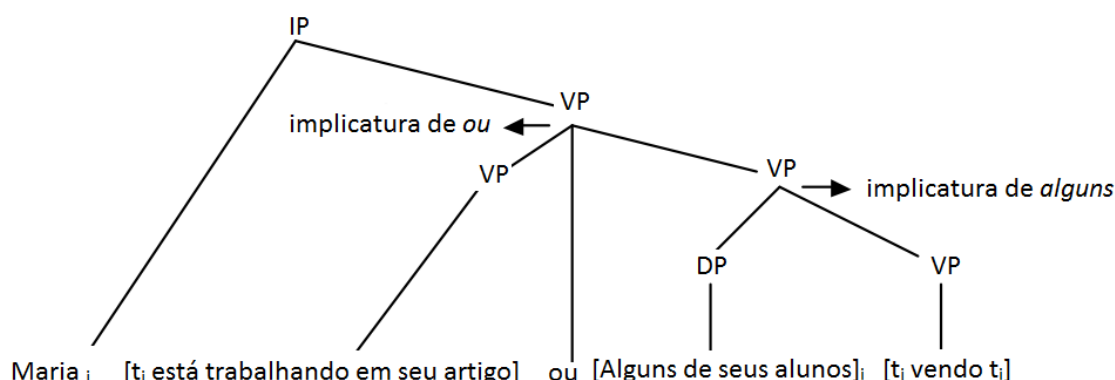 IP
VP
implicatura de ou
VP
VP
implicatura de alguns
DP
VP
Maria i [ti está trabalhando em seu artigo] ou [Alguns de seus alunos]j [ti vendo tj]